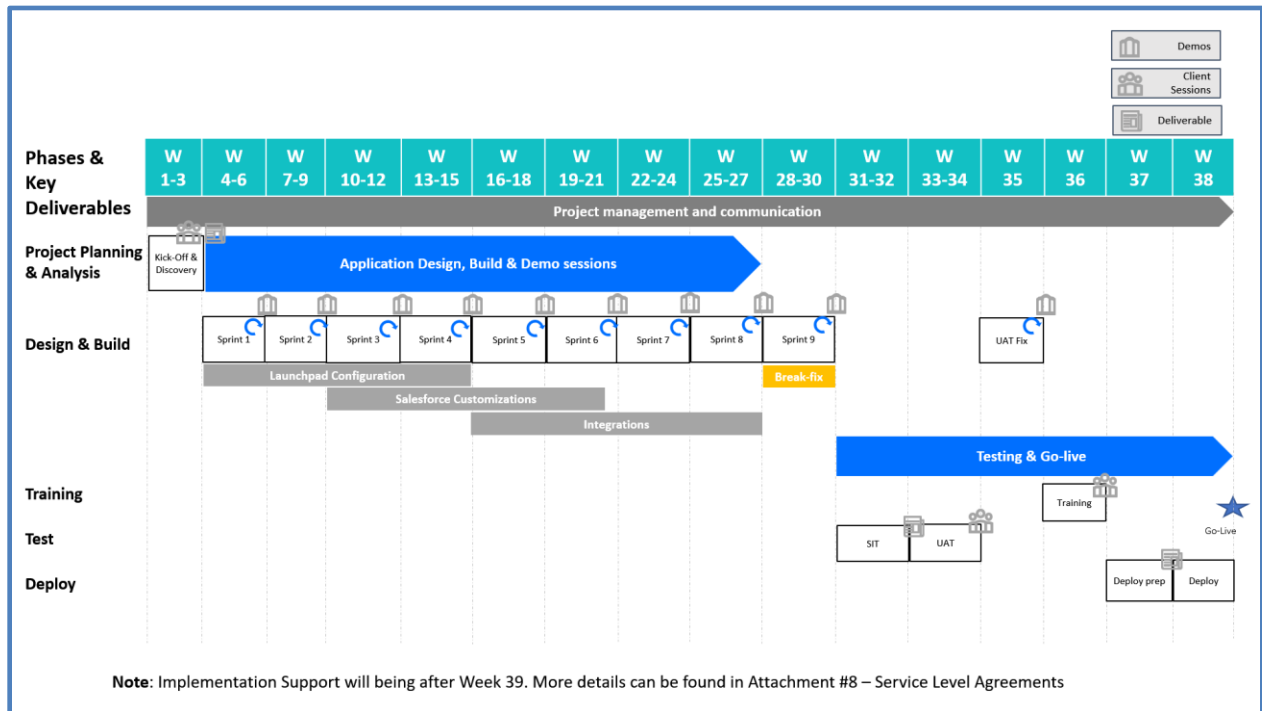 Demos
Client
Sessions
Deliverable
Phases &
Key
Deliverables
W
1-3
W
4-6
W
7-9
W
10-12
W
13-15
W
16-18
W
19-21
W
22-24
W
25-27
W
28-30
W
31-32
W
33-34
W
35
W
36
W
37
W
38
Project management and communication
Project Planning
& Analysis
Kick-Off &
Discovery
Application Design, Build & Demo sessions
Design & Build
Sprint 1
Sprint 2
Sprint 3
Sprint 4
Sprint 5
Sprint 6
Sprint 7
Sprint 8
Sprint 9
UAT Fix
Launchpad Configuration
Break-fix
Salesforce Customizations
Integrations
Testing & Go-live
Training
Training
Go-Live
Test
SIT
UAT
Deploy
Deploy prep
Deploy
Note: Implementation Support will being after Week 39. More details can be found in Attachment #8 – Service Level Agreements